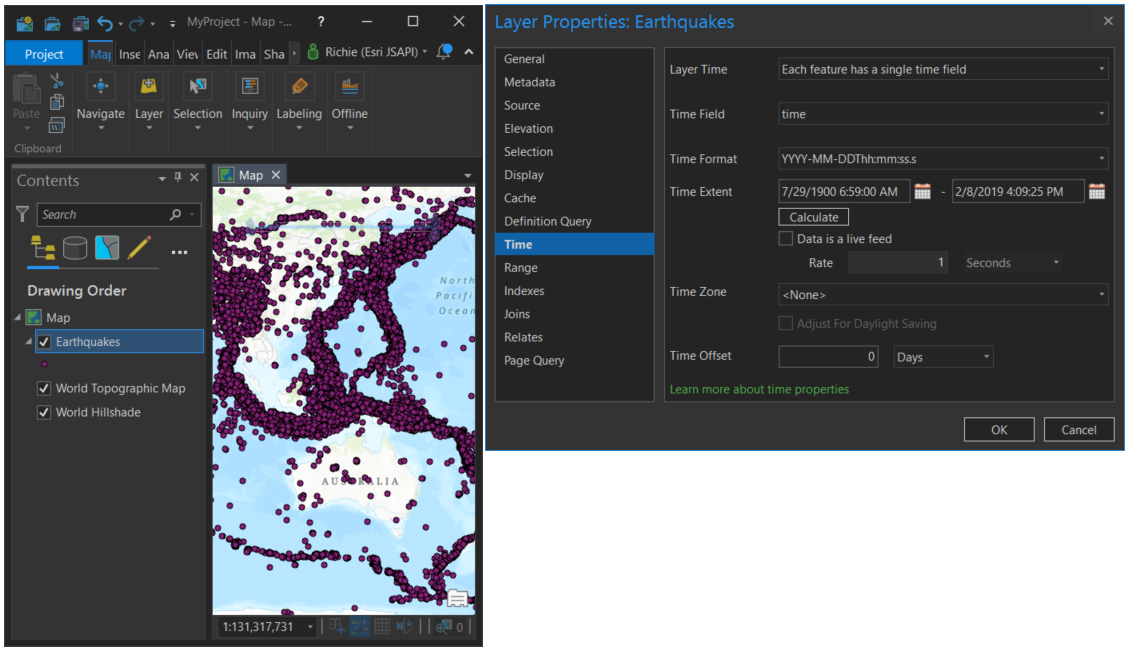 MyProject - Map -...
?
Project
Map Inse Ana Viev Edit Ima Sha
Richie (Esri JSAPI)
Paste
Navigate Layer Selection Inquiry Labeling Offline
Clipboard
Contents
Search
Drawing Order
Map
Earthquakes
World Topographic Map
World Hillshade
Map
North
Pacifi
Ocean
AUSTRALIA
1:131,317,731
0
Layer Properties: Earthquakes
General
Metadata
Source
Elevation
Selection
Display
Cache
Definition Query
Time
Range
Indexes
Joins
Relates
Page Query
Layer Time Each feature has a single time field
Time Field time
Time Format YYYY-MM-DDThh:mm:ss.s
Time Extent 7/29/1900 6:59:00 AM - 2/8/2019 4:09:25 PM
Calculate
Data is a live feed
Rate 1 Seconds
Time Zone <None>
Adjust For Daylight Saving
Time Offset 0 Days
Learn more about time properties
OK Cancel